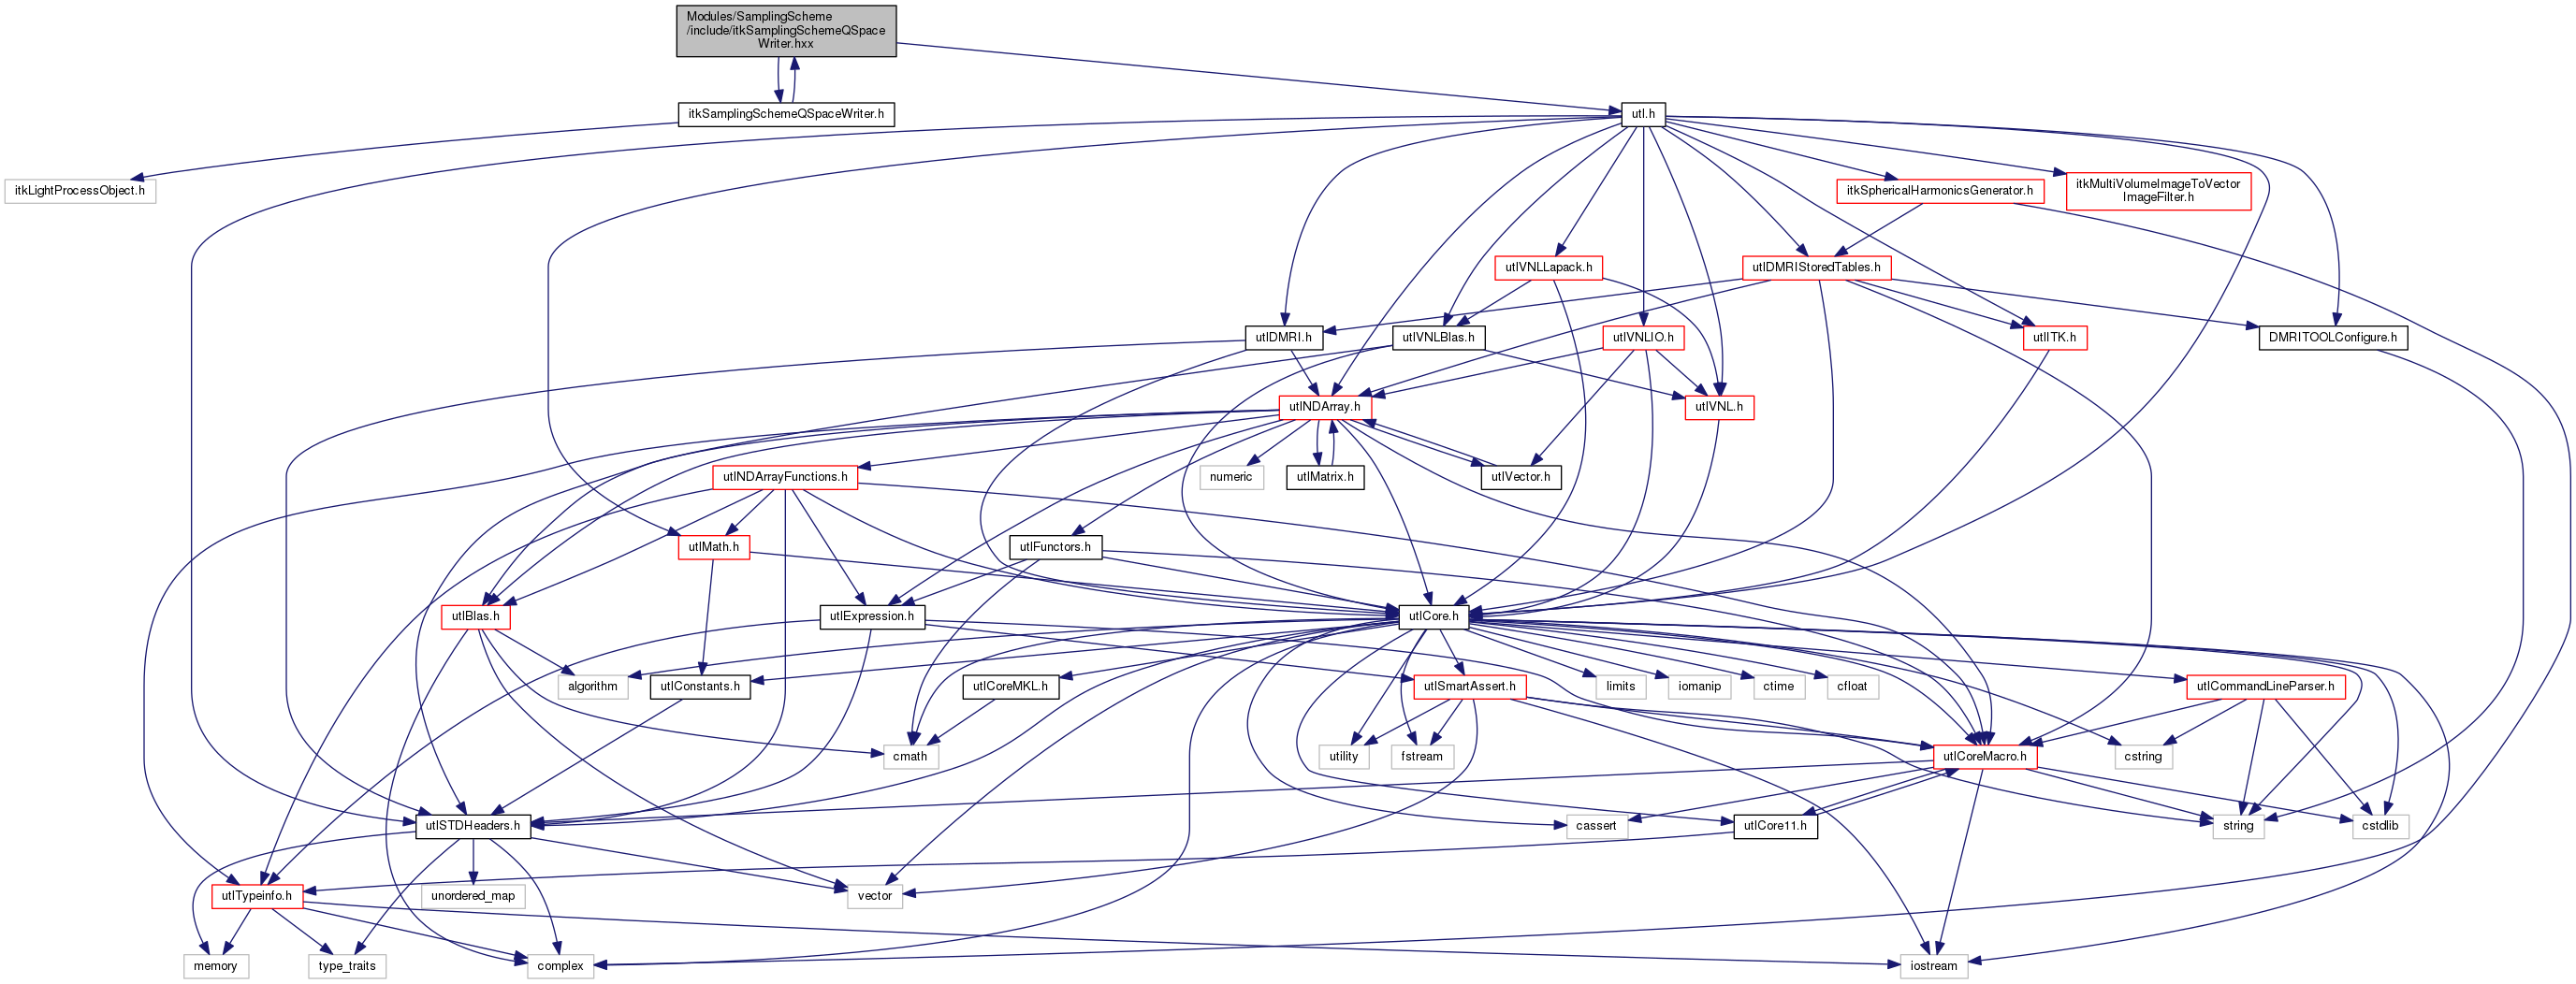 Modules/SamplingScheme
/include/itkSamplingSchemeQSpace
Writer.hxx
itkSamplingSchemeQSpaceWriter.h
utl.h
itkLightProcessObject.h
itkSphericalHarmonicsGenerator.h
itkMultiVolumeImageToVector
ImageFilter.h
utlVNLLapack.h
utlDMRIStoredTables.h
utlDMRI.h
utlVNLBlas.h
utlVNLIO.h
utlITK.h
DMRITOOLConfigure.h
utlNDArray.h
utlVNL.h
utlNDArrayFunctions.h
numeric
utlMatrix.h
utlVector.h
utlMath.h
utlFunctors.h
utlBlas.h
utlExpression.h
utlCore.h
algorithm
utlConstants.h
utlCoreMKL.h
utlSmartAssert.h
limits
iomanip
ctime
cfloat
utlCommandLineParser.h
cmath
utility
fstream
utlCoreMacro.h
cstring
utlSTDHeaders.h
cassert
utlCore11.h
string
cstdlib
utlTypeinfo.h
unordered_map
vector
memory
type_traits
complex
iostream